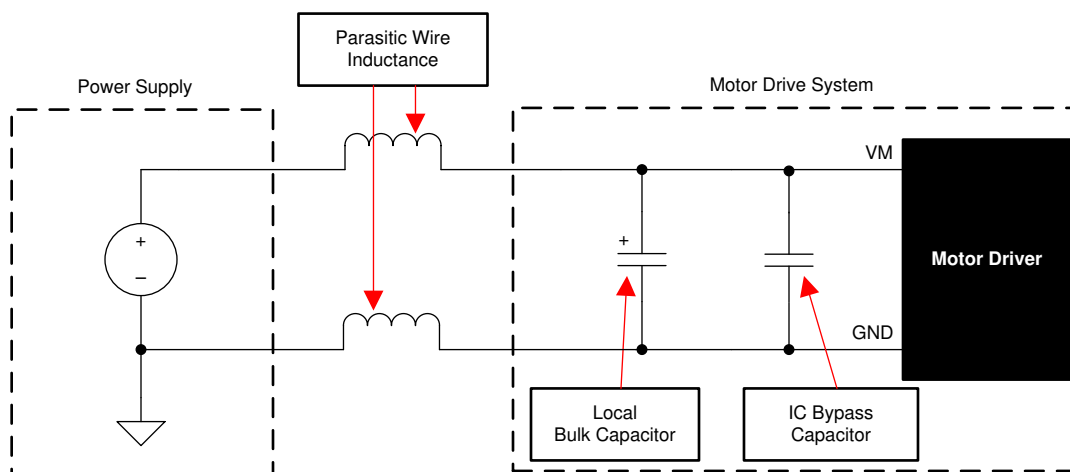 Parasitic Wire
Inductance
Power Supply
Motor Drive System
VM
+
–
+
Motor Driver
GND
Local
Bulk Capacitor
IC Bypass
Capacitor